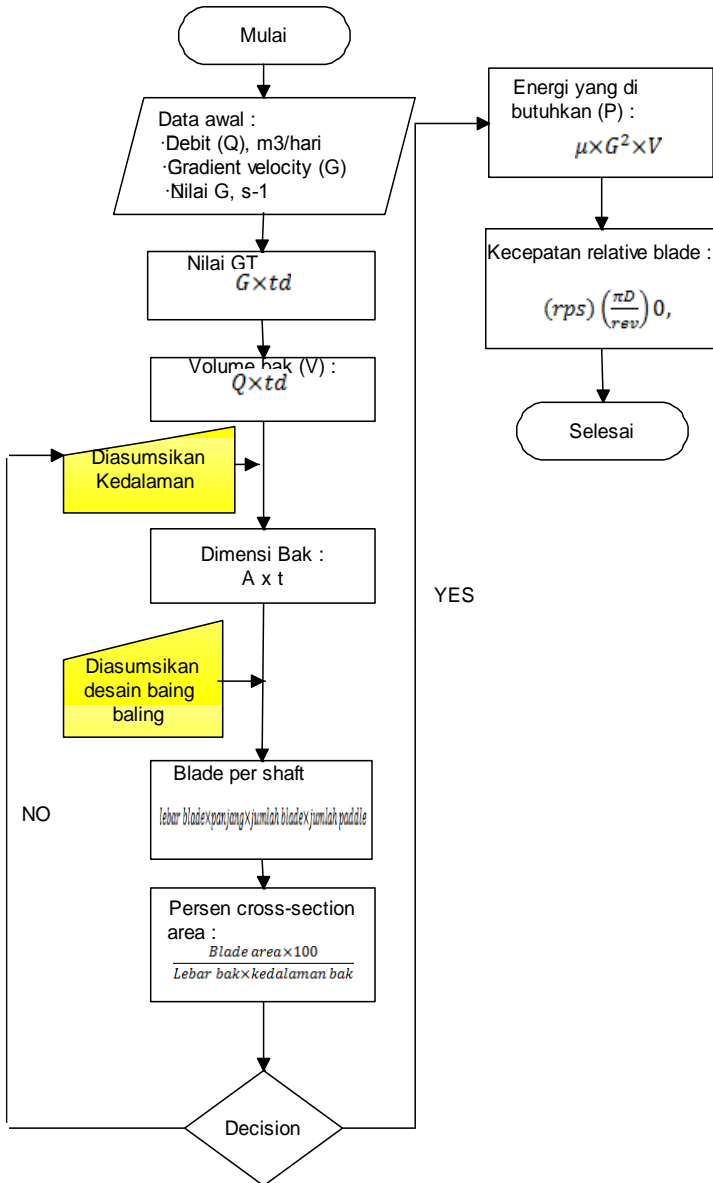 Mulai
Data awal :
·Debit (Q), m3/hari
·Gradient velocity (G)
·Nilai G, s-1
Nilai GT
G×td
Volume bak (V) :
Q×td
Diasumsikan
Kedalaman
Dimensi Bak :
A x t
Diasumsikan
desain baing
baling
Blade per shaft
lebar blade×panjang×jumlah blade×jumlah paddle
NO
Persen cross-section
area :
Blade area×100
Lebar bak×kedalaman bak
Decision
YES
Energi yang di
butuhkan (P) :
μ×G²×V
Kecepatan relative blade :
(rps) (πD/rev) 0,
Selesai